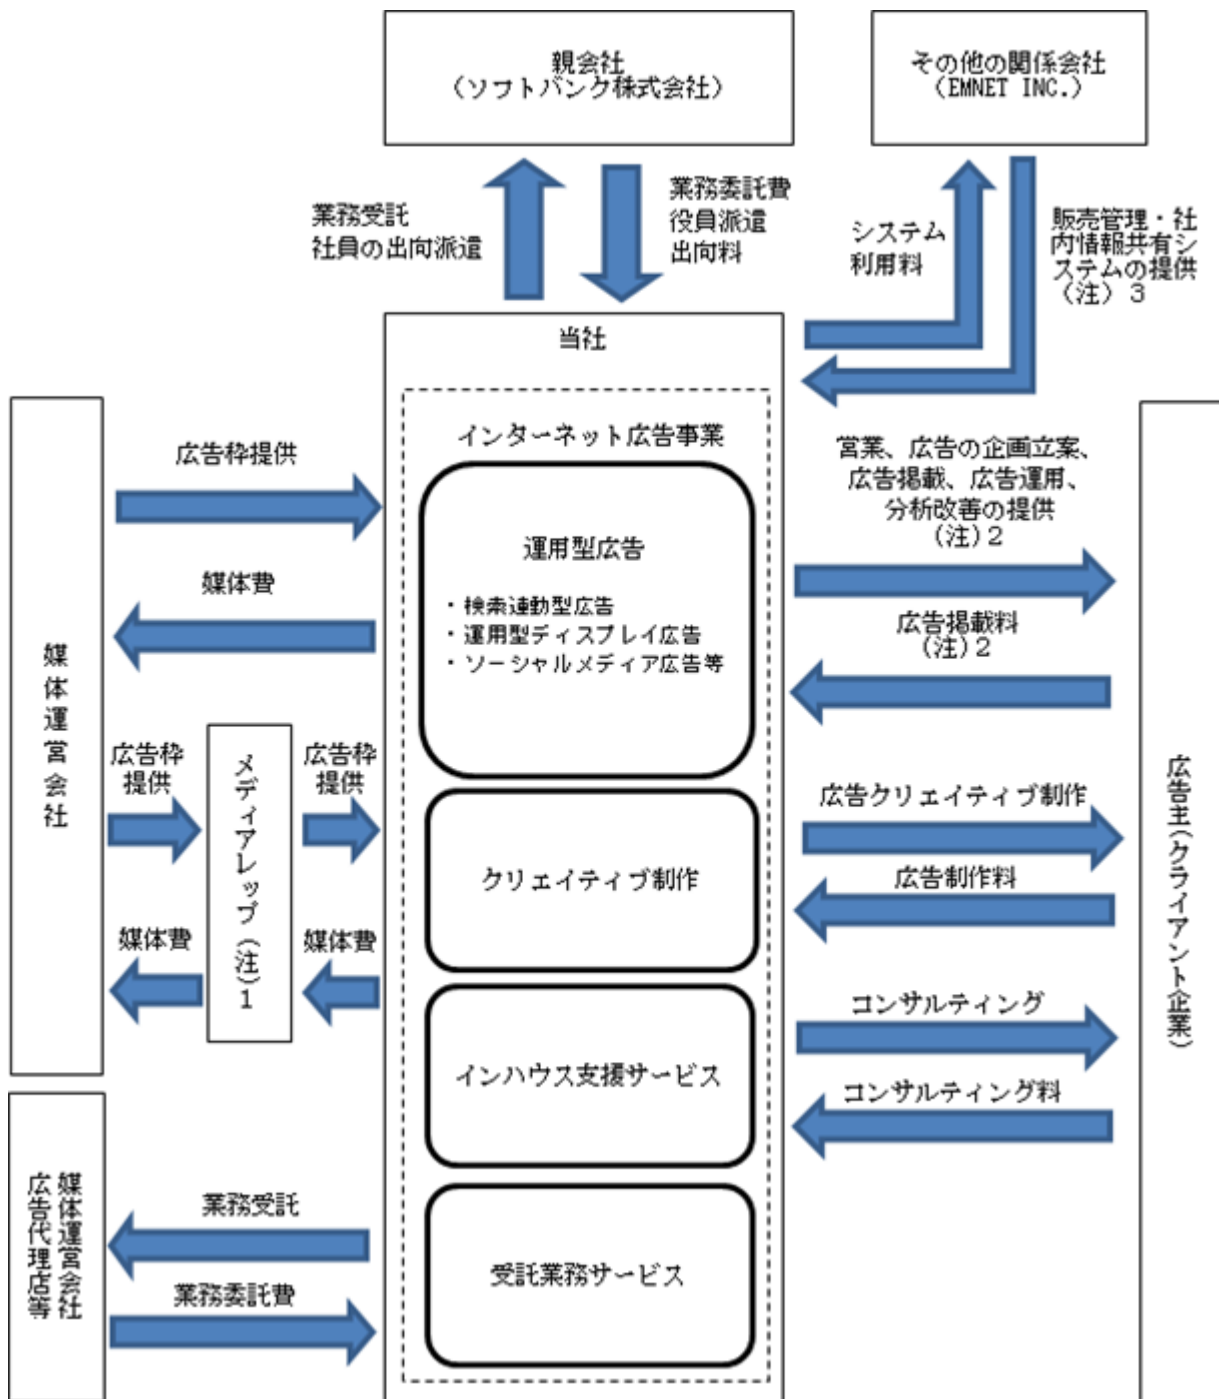 親会社
（ソフトバンク株式会社）
その他の関係会社
(EMNET INC.)
業務受託
社員の出向派遣
業務委託費
役員派遣
出向料
システム
利用料
販売管理・社
内情報共有シ
ステムの提供
（注）３
当社
インターネット広告事業
広告枠提供
媒体費
媒体運営会社
広告枠
提供
メディアレップ（注）１
広告枠
提供
媒体費
媒体費
運用型広告
・検索連動型広告
・運用型ディスプレイ広告
・ソーシャルメディア広告等
クリエイティブ制作
インハウス支援サービス
受託業務サービス
営業、広告の企画立案、
広告掲載、広告運用、
分析改善の提供
（注）２
広告掲載料
（注）２
広告クリエイティブ制作
広告制作料
コンサルティング
コンサルティング料
広告主（クライアント企業）
媒体運営会社
広告代理店等
業務受託
業務委託費